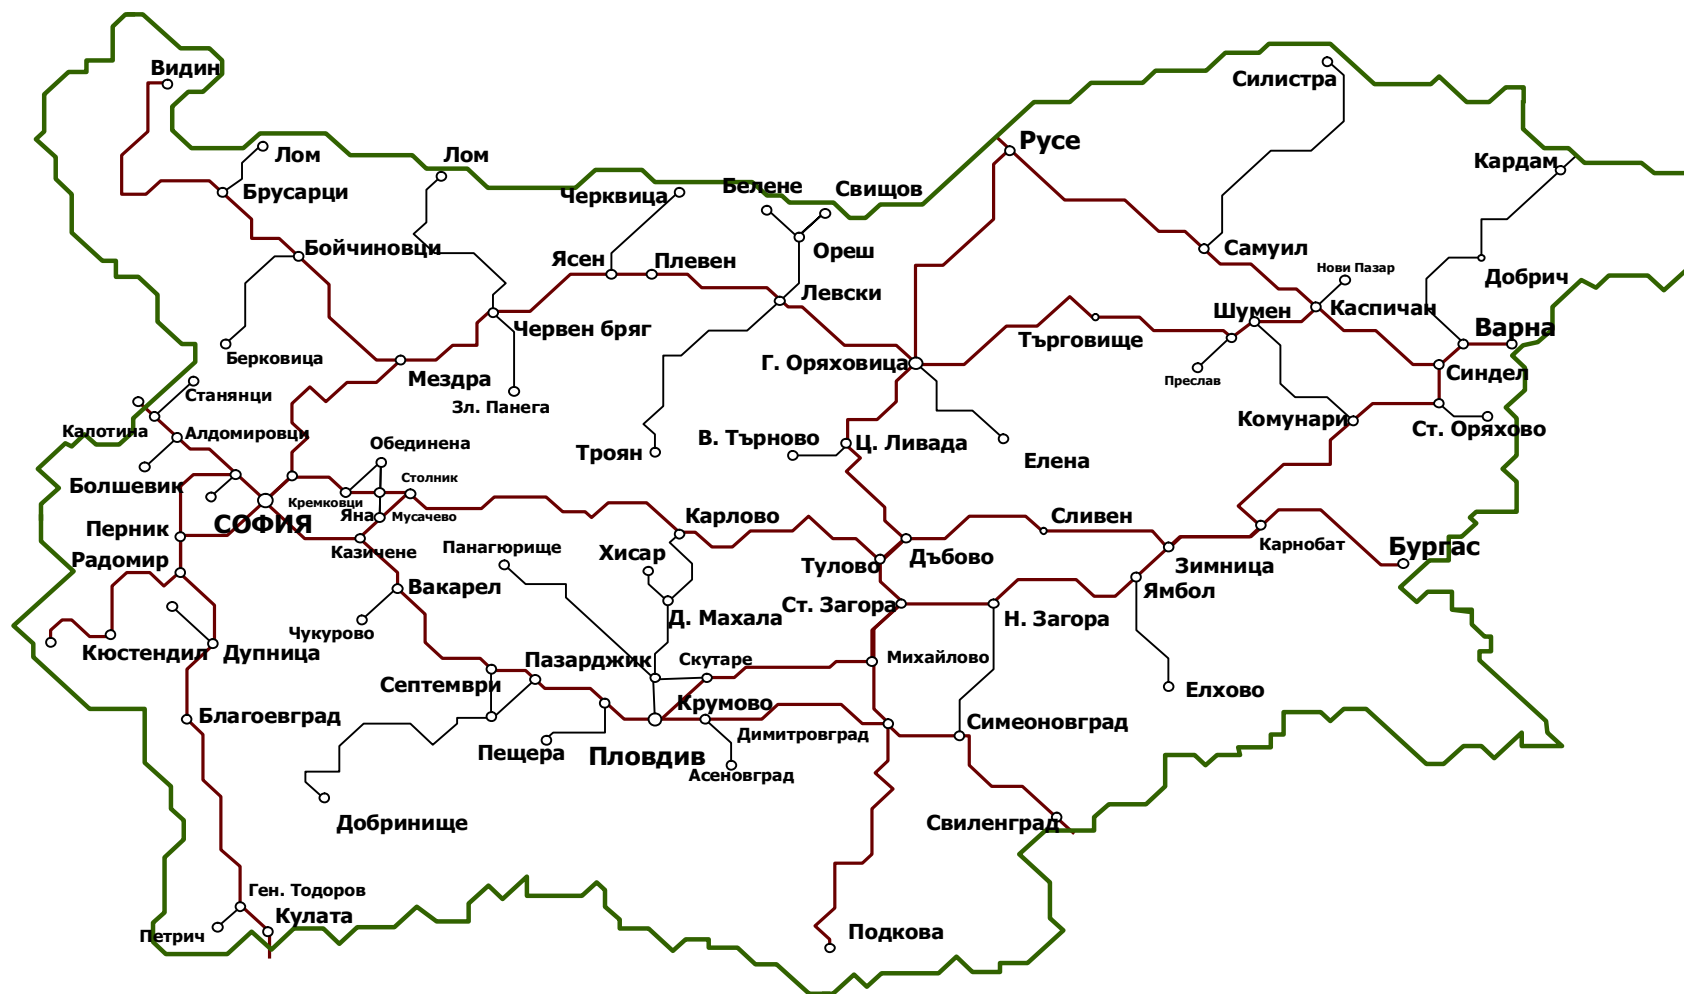 Видин
Силистра
Русе
Лом
Лом
Кардам
Брусарци
Черквица
Белене
Свищов
Бойчиновци
Ясен
Плевен
Ореш
Самуил
Нови Пазар
Добрич
Левски
Шумен
Каспичан
Варна
Червен бряг
Търговище
Берковица
Г. Оряховица
Мездра
Преслав
Синдел
Станянци
Зл. Панега
Калотина
Алдомировци
Обединена
Троян
В. Търново
Ц. Ливада
Елена
Комунари
Ст. Оряхово
Болшевик
Столник
Кремковци
Яна
Мусачево
Перник
СОФИЯ
Карлово
Сливен
Казичене
Панагюрище
Хисар
Тулово
Дъбово
Зимница
Карнобат
Бургас
Радомир
Вакарел
Ст. Загора
Н. Загора
Ямбол
Чукурово
Д. Махала
Кюстендил
Дупница
Септември
Пазарджик
Скутаре
Михайлово
Елхово
Благоевград
Крумово
Димитровград
Симеоновград
Пещера
Пловдив
Асеновград
Добринище
Свиленград
Ген. Тодоров
Петрич
Кулата
Подкова